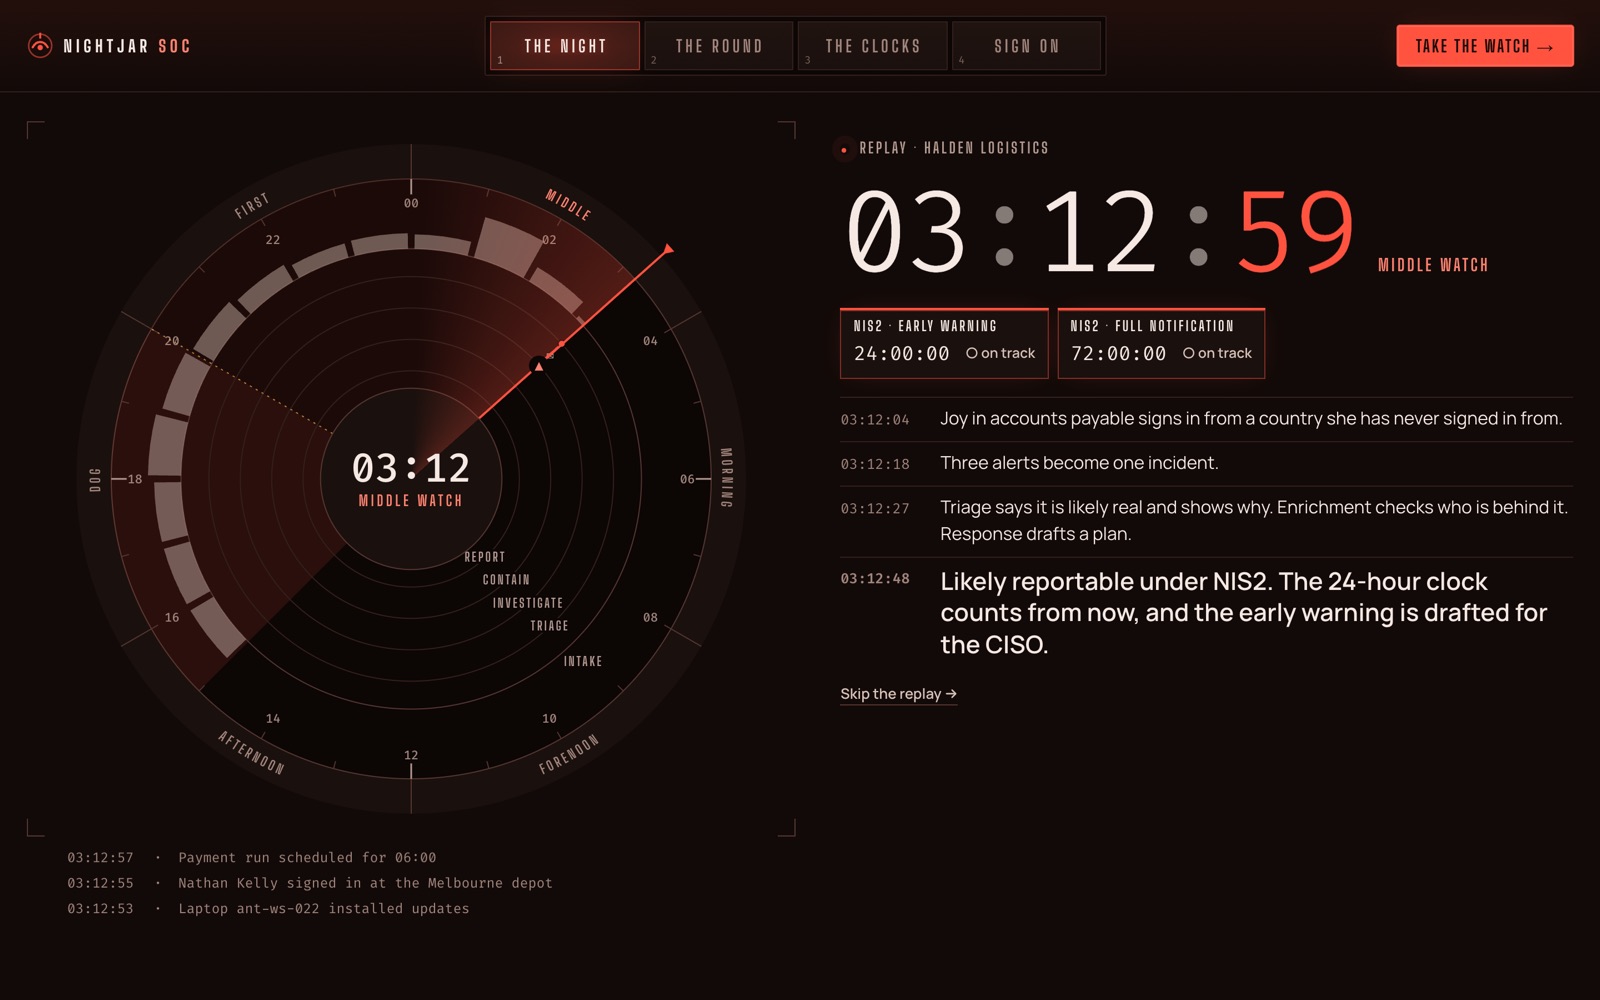 NIGHTJAR SOC
THE NIGHT
1
THE ROUND
2
THE CLOCKS
3
SIGN ON
4
TAKE THE WATCH →
FIRST
MIDDLE
MORNING
FORENOON
AFTERNOON
DOG
00
02
04
06
08
10
12
14
16
18
20
22
03:12
MIDDLE WATCH
REPORT
CONTAIN
INVESTIGATE
TRIAGE
INTAKE
03:12:57 · Payment run scheduled for 06:00
03:12:55 · Nathan Kelly signed in at the Melbourne depot
03:12:53 · Laptop ant-ws-022 installed updates
REPLAY · HALDEN LOGISTICS
03:12:59 MIDDLE WATCH
NIS2 · EARLY WARNING
24:00:00 on track
NIS2 · FULL NOTIFICATION
72:00:00 on track
03:12:04 Joy in accounts payable signs in from a country she has never signed in from.
03:12:18 Three alerts become one incident.
03:12:27 Triage says it is likely real and shows why. Enrichment checks who is behind it.
Response drafts a plan.
03:12:48 Likely reportable under NIS2. The 24-hour clock
counts from now, and the early warning is drafted for
the CISO.
Skip the replay →